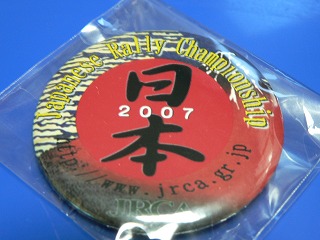 Japanese Rally Championship
日
2007
本
http://www.jrca.gr.jp
JRCA